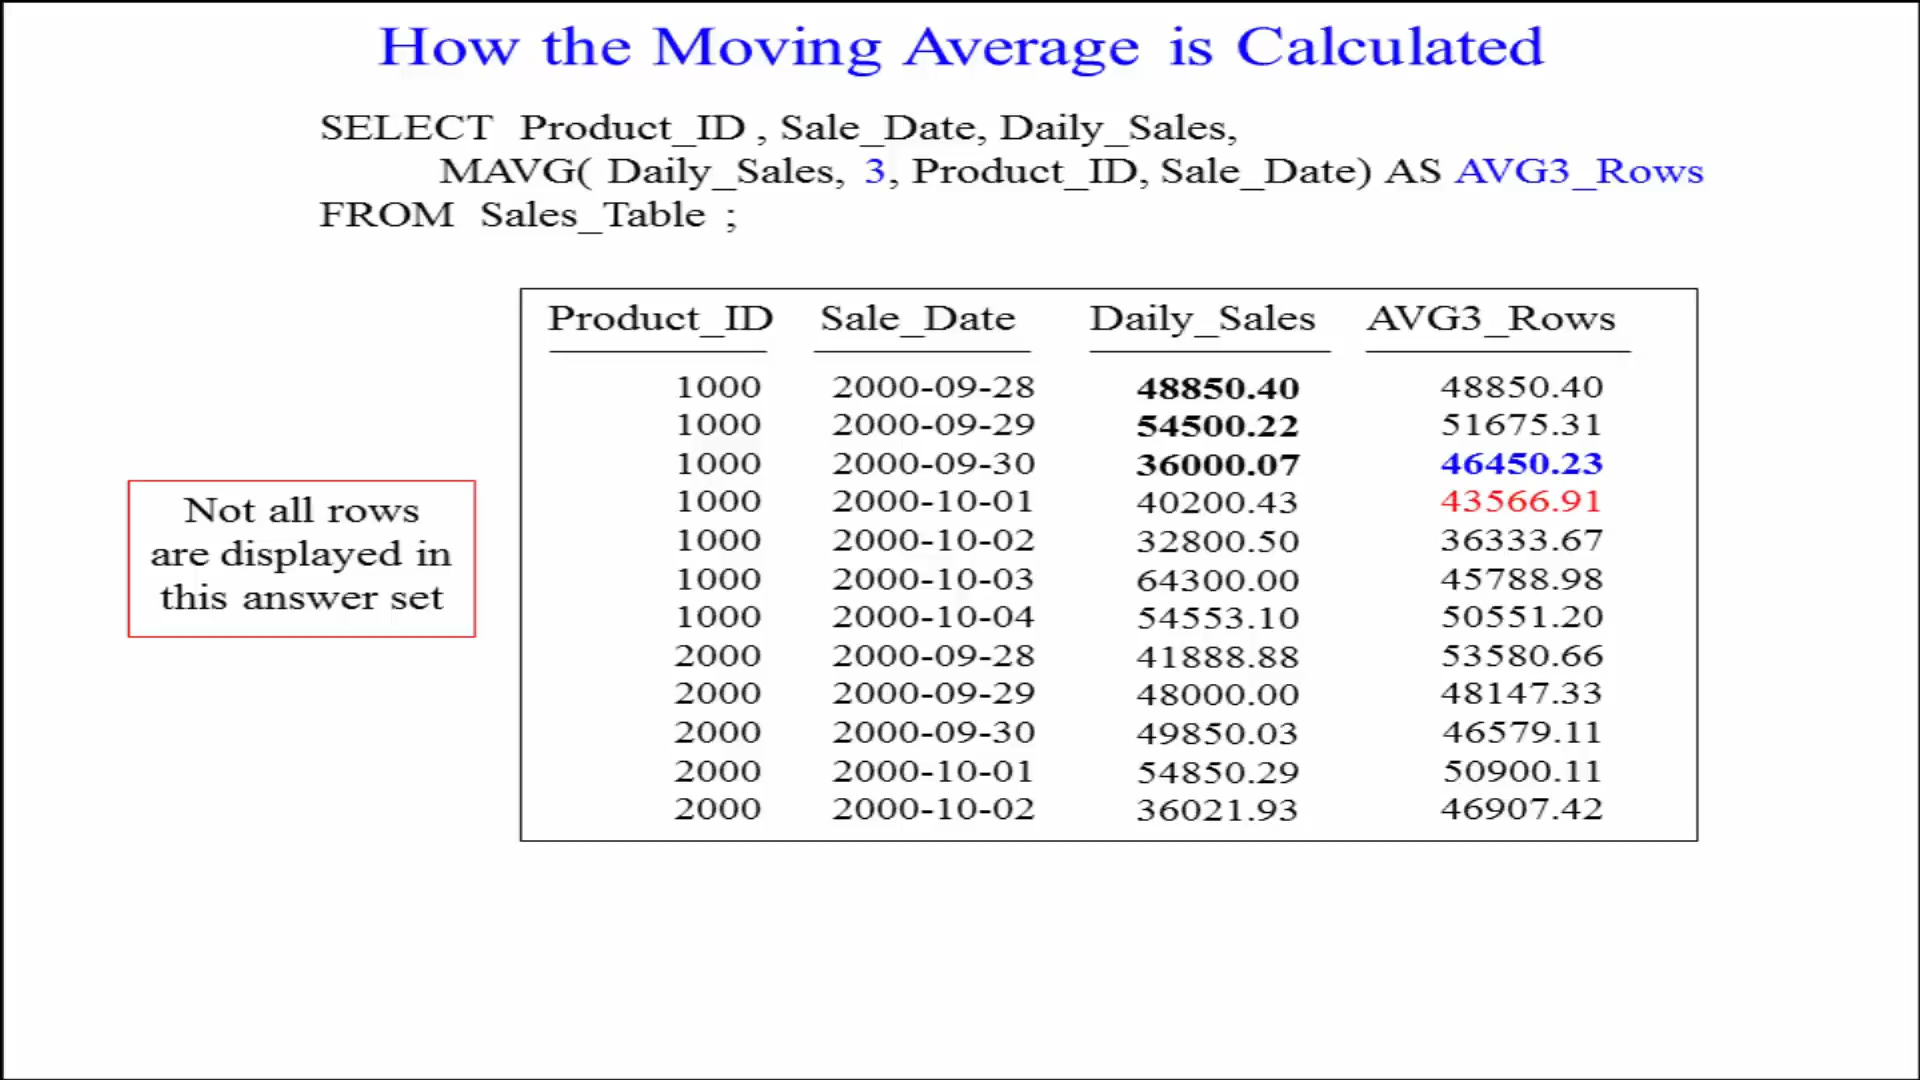 How the Moving Average is Calculated
SELECT Product_ID , Sale_Date, Daily_Sales,
MAVG( Daily_Sales, 3, Product_ID, Sale_Date) AS AVG3_Rows
FROM Sales_Table ;
Product_ID Sale_Date Daily_Sales AVG3_Rows
1000 2000-09-28 48850.40 48850.40
1000 2000-09-29 54500.22 51675.31
1000 2000-09-30 36000.07 46450.23
1000 2000-10-01 40200.43 43566.91
1000 2000-10-02 32800.50 36333.67
1000 2000-10-03 64300.00 45788.98
1000 2000-10-04 54553.10 50551.20
2000 2000-09-28 41888.88 53580.66
2000 2000-09-29 48000.00 48147.33
2000 2000-09-30 49850.03 46579.11
2000 2000-10-01 54850.29 50900.11
2000 2000-10-02 36021.93 46907.42
Not all rows
are displayed in
this answer set